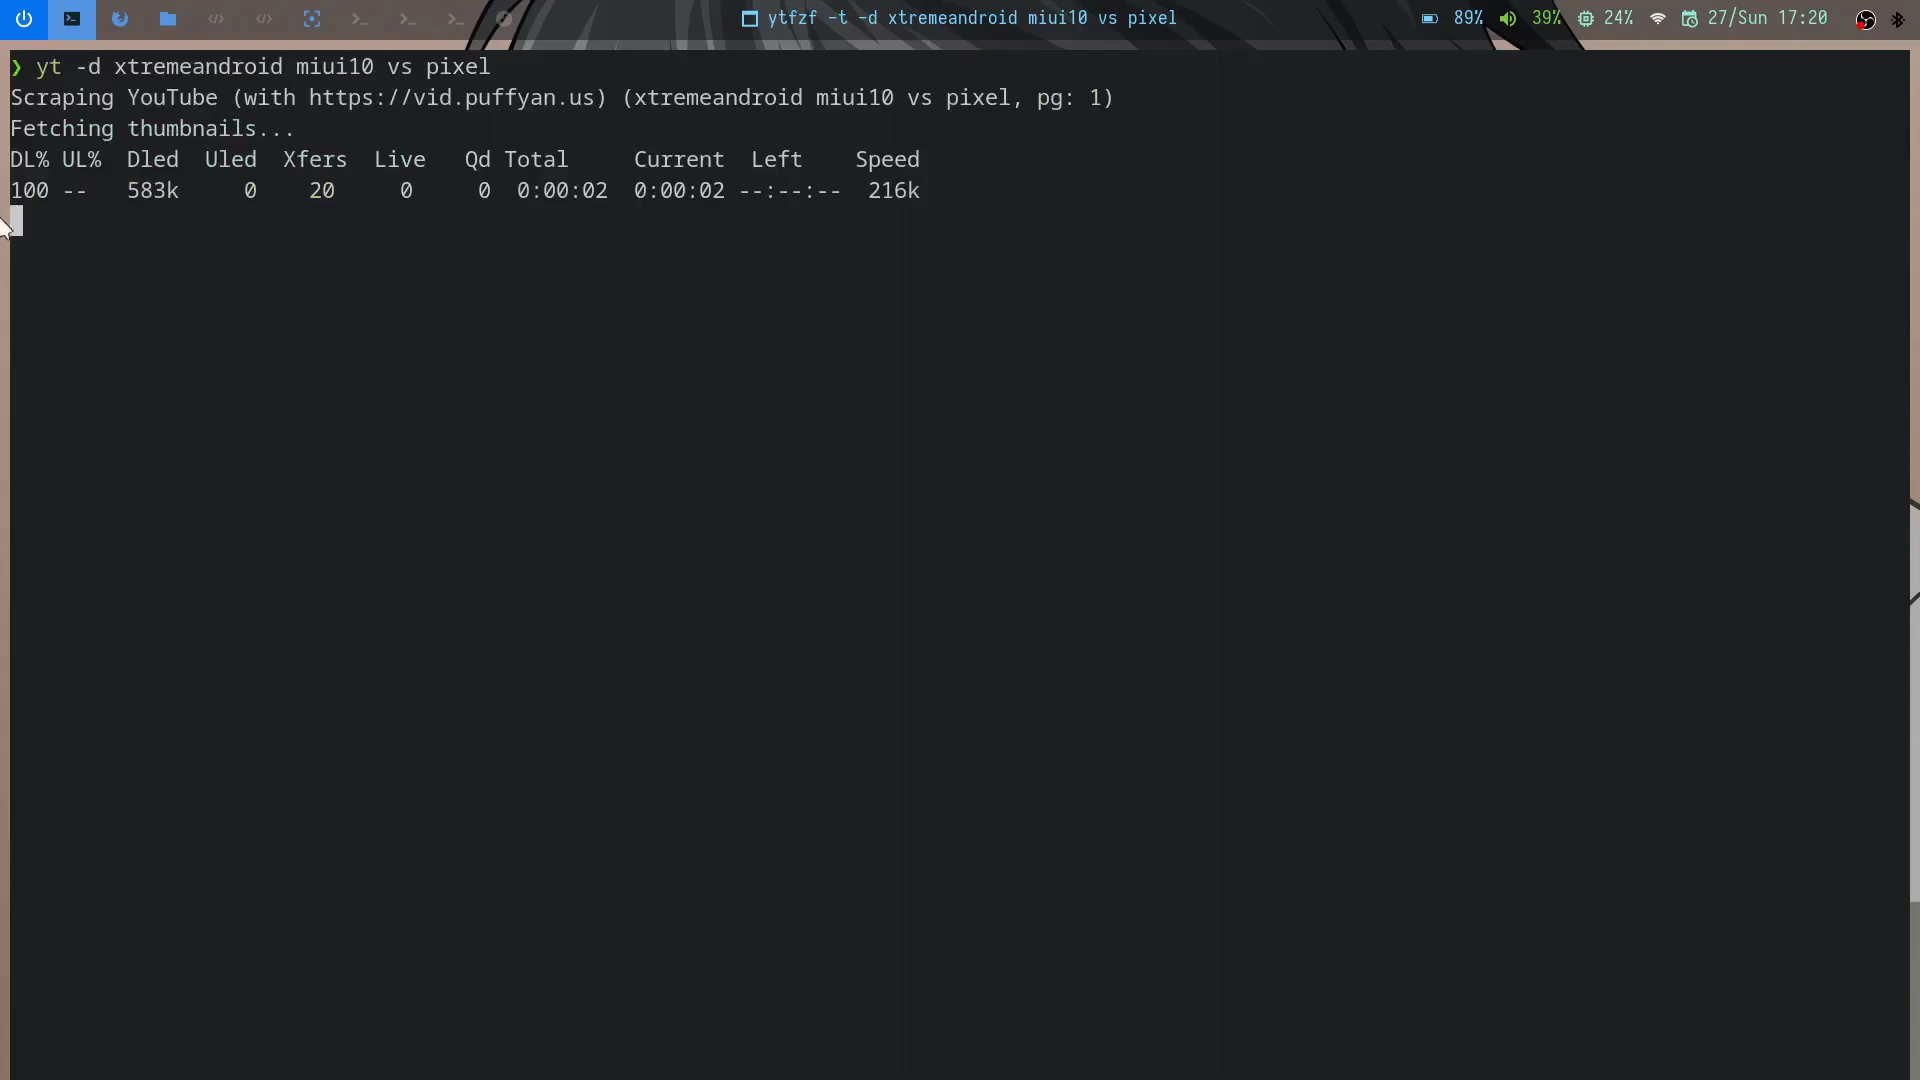 ytfzf -t -d xtremeandroid miui10 vs pixel
89% 39% 24% 27/Sun 17:20
❯ yt -d xtremeandroid miui10 vs pixel
Scraping YouTube (with https://vid.puffyan.us) (xtremeandroid miui10 vs pixel, pg: 1)
Fetching thumbnails...
DL% UL%  Dled  Uled  Xfers  Live   Qd Total     Current  Left    Speed
100 --   583k     0    20     0     0  0:00:02  0:00:02 --:--:--  216k